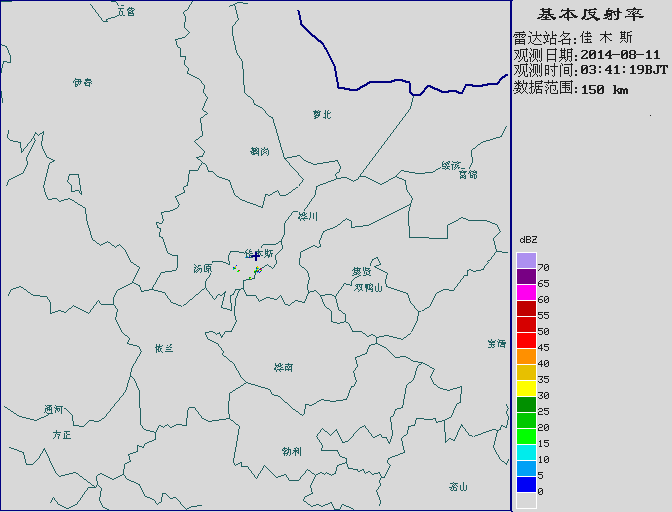 基本反射率
雷达站名:佳 木 斯
观测日期:2014-08-11
观测时间:03:41:19BJT
数据范围:150 km
五营
伊春
萝北
鹤岗
绥滨
富锦
桦川
佳木斯
汤原
集贤
双鸭山
依兰
桦南
宝清
通河
方正
勃利
密山
dBZ
70
65
60
55
50
45
40
35
30
25
20
15
10
5
0